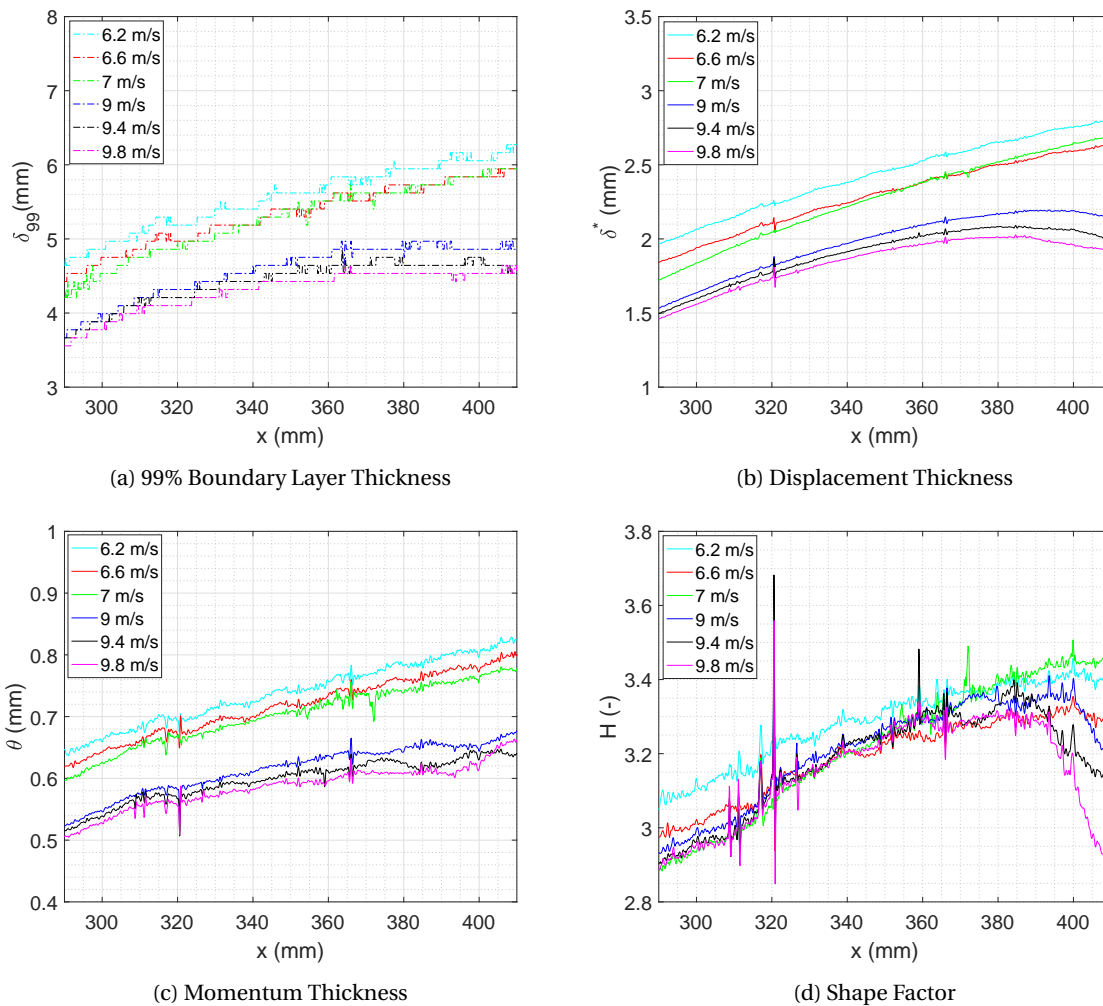 8
7
6
5
4
3
δ99(mm)
6.2 m/s
6.6 m/s
7 m/s
9 m/s
9.4 m/s
9.8 m/s
300 320 340 360 380 400
x (mm)
(a) 99% Boundary Layer Thickness
3.5
3
2.5
2
1.5
1
δ* (mm)
6.2 m/s
6.6 m/s
7 m/s
9 m/s
9.4 m/s
9.8 m/s
300 320 340 360 380 400
x (mm)
(b) Displacement Thickness
1
0.9
0.8
0.7
0.6
0.5
0.4
θ (mm)
6.2 m/s
6.6 m/s
7 m/s
9 m/s
9.4 m/s
9.8 m/s
300 320 340 360 380 400
x (mm)
(c) Momentum Thickness
3.8
3.6
3.4
3.2
3
2.8
H (-)
6.2 m/s
6.6 m/s
7 m/s
9 m/s
9.4 m/s
9.8 m/s
300 320 340 360 380 400
x (mm)
(d) Shape Factor